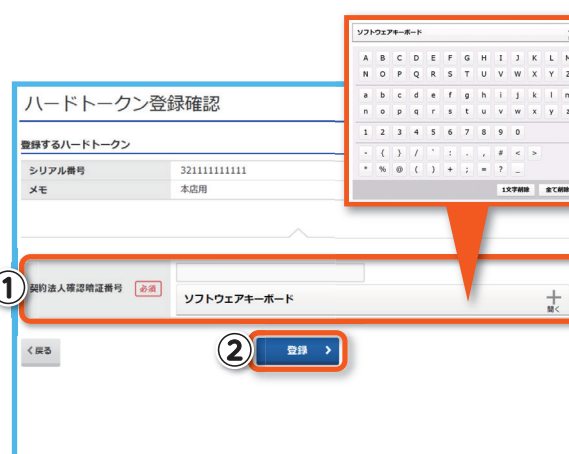 ソフトウェアキーボード
A B C D E F G H I J K L M
N O P Q R S T U V W X Y Z
a b c d e f g h i j k l m
n o p q r s t u v w x y z
1 2 3 4 5 6 7 8 9 0
- { } / ` : . , # < >
* % @ ( ) + ; = ? _
1文字削除 全て削除
ハードトークン登録確認
登録するハードトークン
シリアル番号 321111111111
メモ 本店用
① 契約法人確認暗証番号 必須
ソフトウェアキーボード
開く
< 戻る
② 登録 >